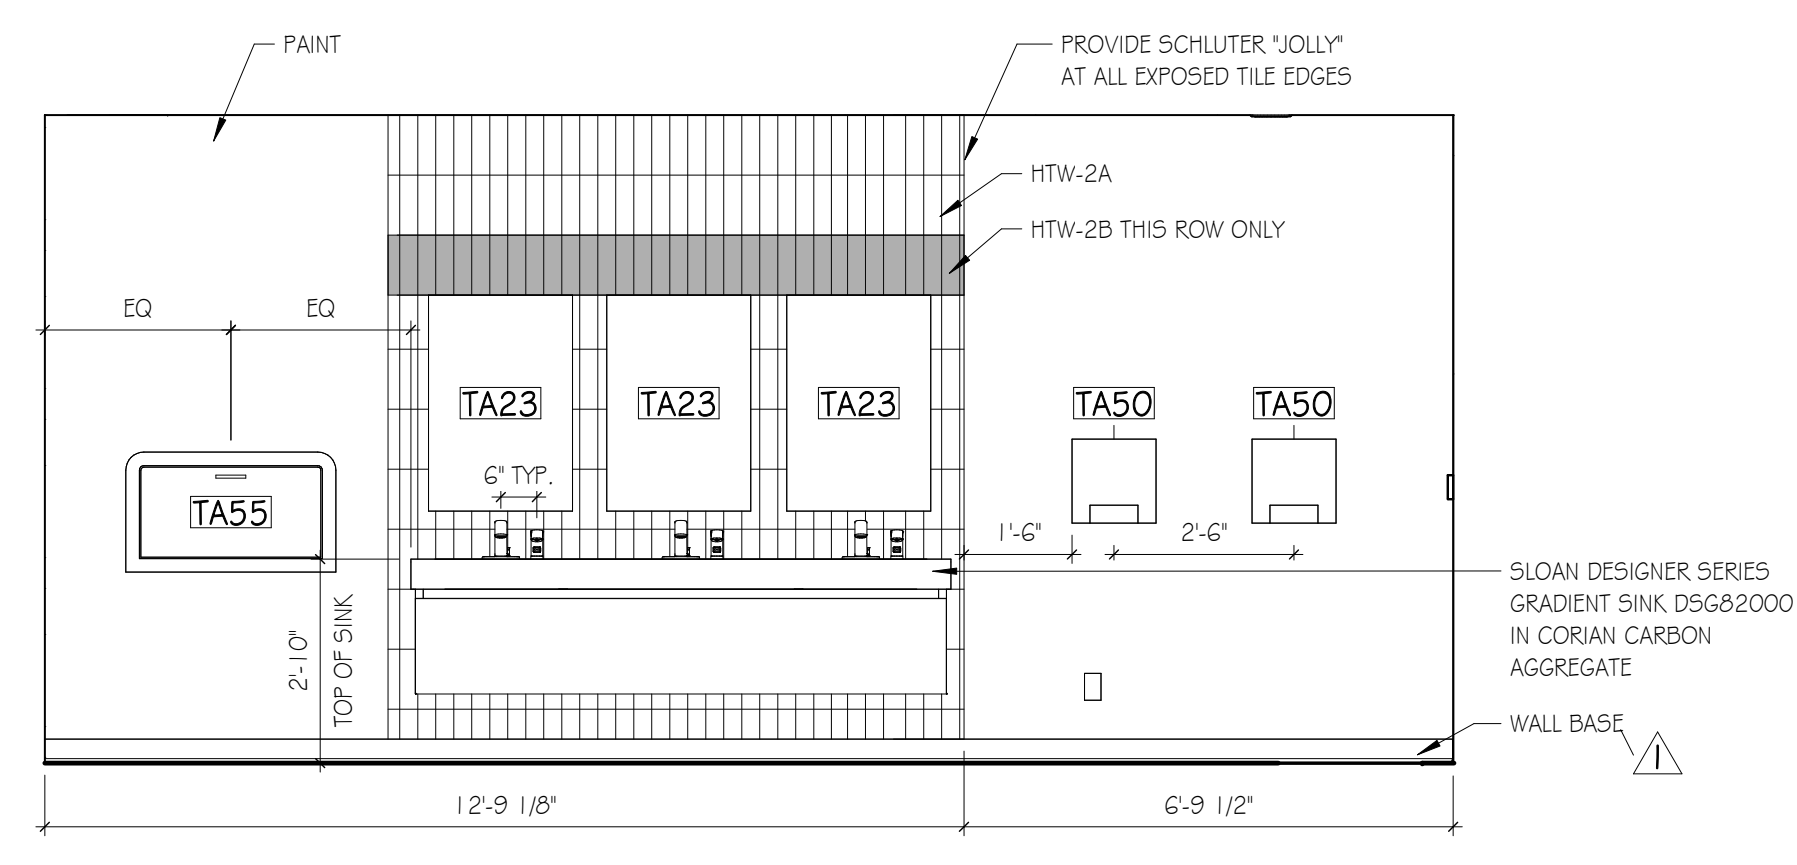 PAINT
PROVIDE SCHLUTER "JOLLY"
AT ALL EXPOSED TILE EDGES
HTW-2A
HTW-2B THIS ROW ONLY
EQ
EQ
TA23
TA23
TA23
TA50
TA50
6" TYP.
TA55
1'-6"
2'-6"
SLOAN DESIGNER SERIES
GRADIENT SINK DSG82000
IN CORIAN CARBON
AGGREGATE
2'-10"
TOP OF SINK
WALL BASE
1
12'-9 1/8"
6'-9 1/2"